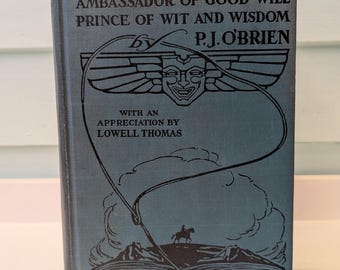 AMBASSADOR OF GOOD WILL
PRINCE OF WIT AND WISDOM
by P.J. O'BRIEN
WITH AN
APPRECIATION BY
LOWELL THOMAS